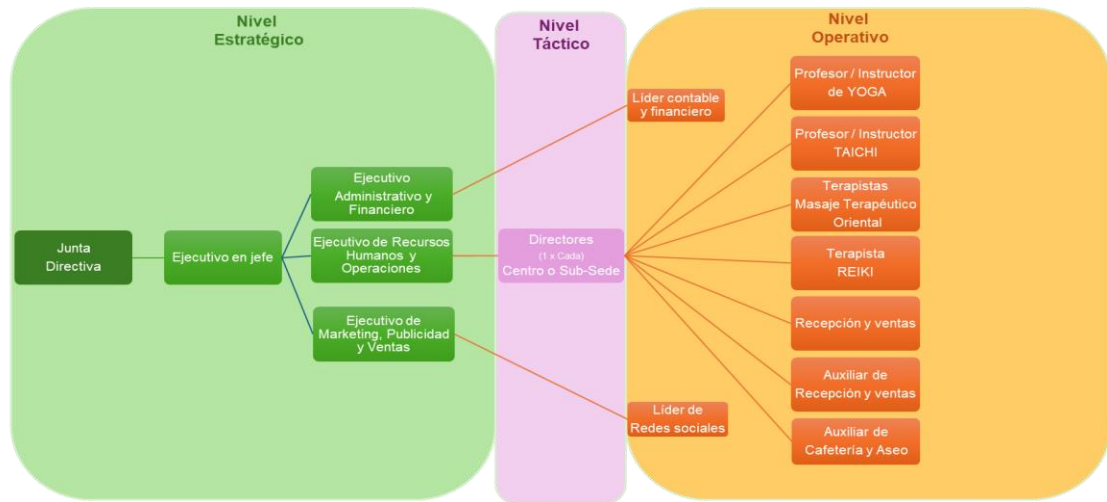 Nivel
Estratégico
Nivel
Táctico
Nivel
Operativo
Junta
Directiva
Ejecutivo en jefe
Ejecutivo
Administrativo y
Financiero
Ejecutivo de Recursos
Humanos y
Operaciones
Ejecutivo de
Marketing, Publicidad
y Ventas
Directores
(1 x Cada)
Centro o Sub-Sede
Líder contable
y financiero
Líder de
Redes sociales
Profesor / Instructor
de YOGA
Profesor / Instructor
TAICHI
Terapistas
Masaje Terapéutico
Oriental
Terapista
REIKI
Recepción y ventas
Auxiliar de
Recepción y ventas
Auxiliar de
Cafetería y Aseo